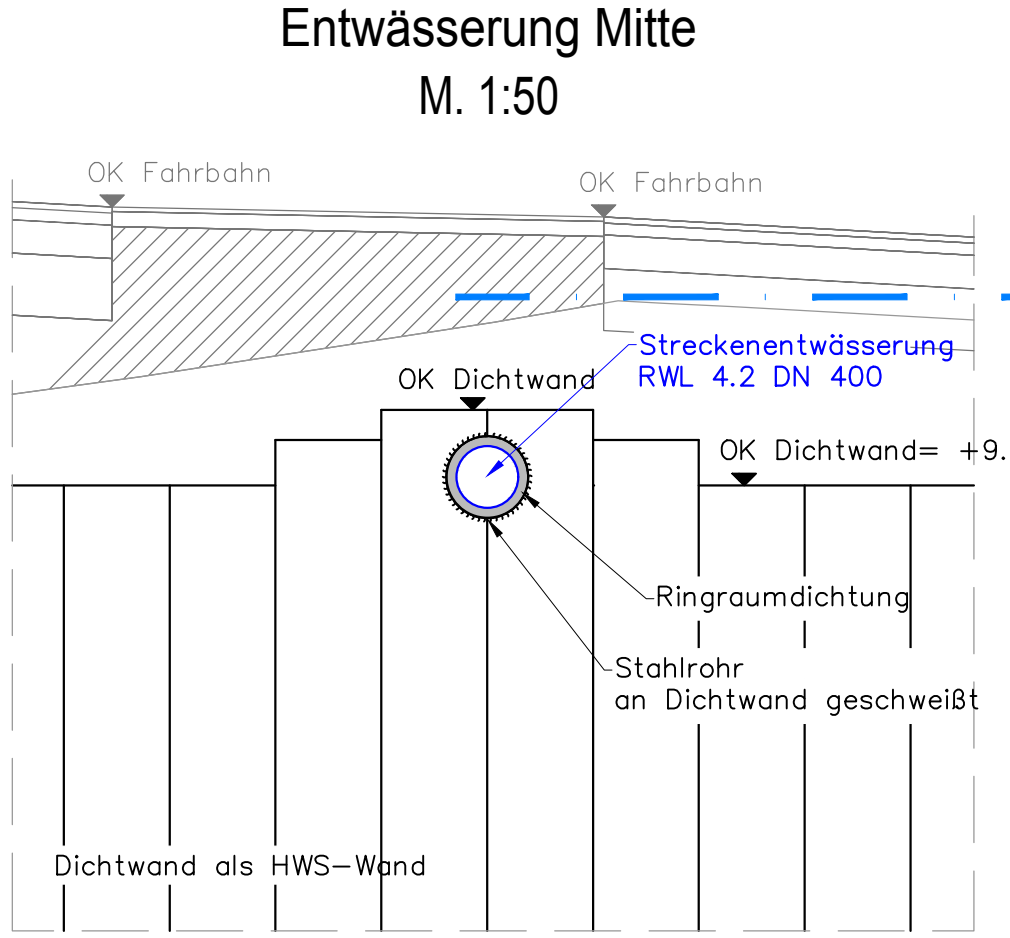 Entwässerung Mitte
M. 1:50
OK Fahrbahn
OK Fahrbahn
Streckenentwässerung
RWL 4.2 DN 400
OK Dichtwand
OK Dichtwand= +9.
Ringraumdichtung
Stahlrohr
an Dichtwand geschweißt
Dichtwand als HWS-Wand